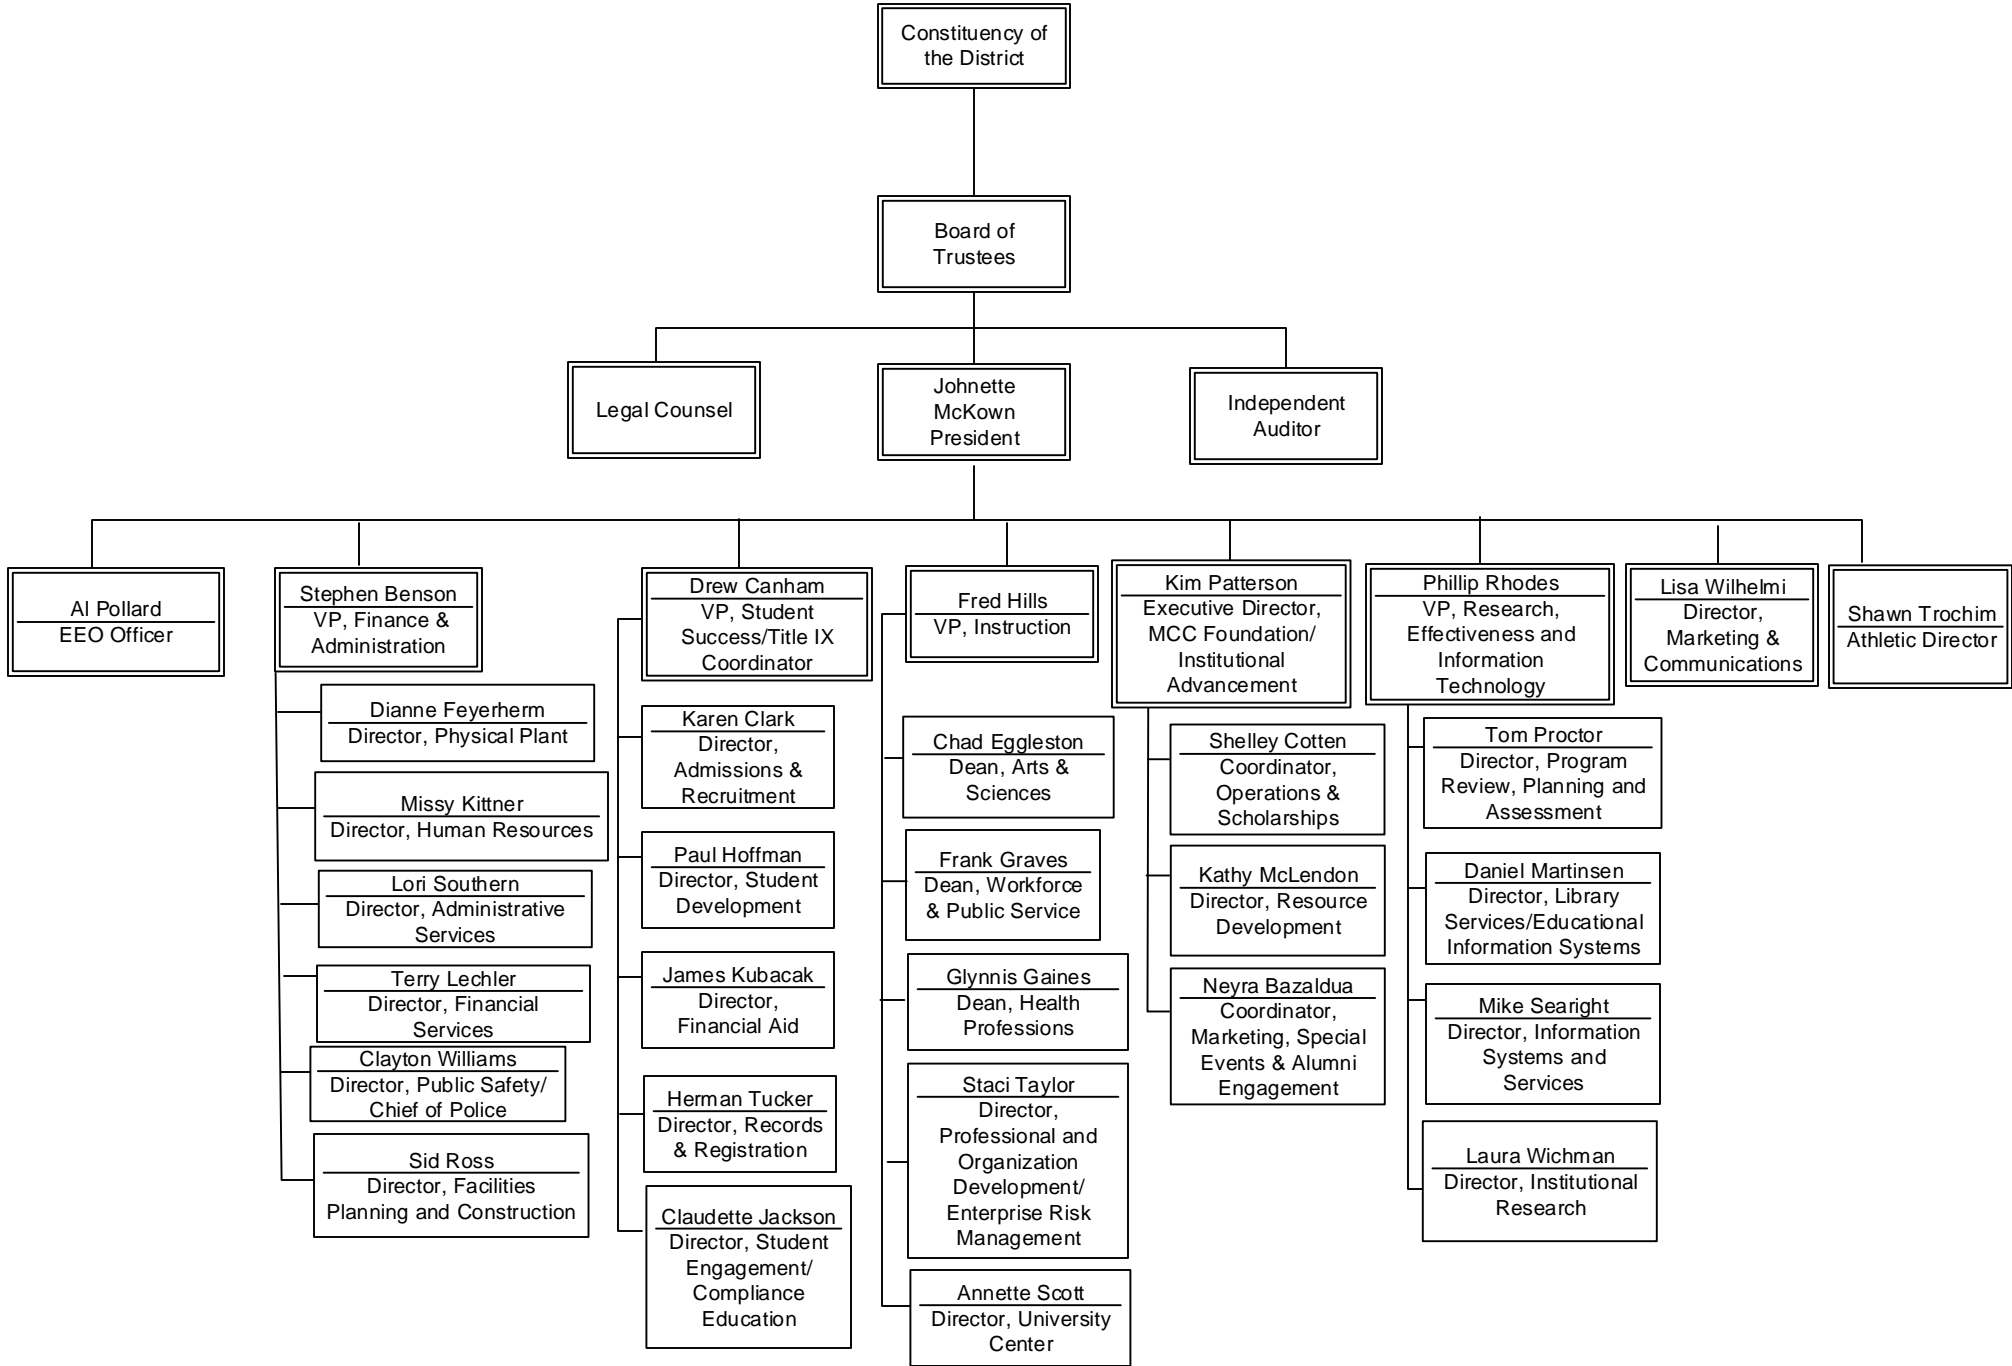 Constituency of
the District
Board of
Trustees
Legal Counsel
Johnette
McKown
President
Independent
Auditor
Al Pollard
EEO Officer
Stephen Benson
VP, Finance &
Administration
Drew Canham
VP, Student
Success/Title IX
Coordinator
Fred Hills
VP, Instruction
Kim Patterson
Executive Director,
MCC Foundation/
Institutional
Advancement
Phillip Rhodes
VP, Research,
Effectiveness and
Information
Technology
Lisa Wilhelmi
Director,
Marketing &
Communications
Shawn Trochim
Athletic Director
Dianne Feyerherm
Director, Physical Plant
Missy Kittner
Director, Human Resources
Lori Southern
Director, Administrative
Services
Terry Lechler
Director, Financial
Services
Clayton Williams
Director, Public Safety/
Chief of Police
Sid Ross
Director, Facilities
Planning and Construction
Karen Clark
Director,
Admissions &
Recruitment
Paul Hoffman
Director, Student
Development
James Kubacak
Director,
Financial Aid
Herman Tucker
Director, Records
& Registration
Claudette Jackson
Director, Student
Engagement/
Compliance
Education
Chad Eggleston
Dean, Arts &
Sciences
Frank Graves
Dean, Workforce
& Public Service
Glynnis Gaines
Dean, Health
Professions
Staci Taylor
Director,
Professional and
Organization
Development/
Enterprise Risk
Management
Annette Scott
Director, University
Center
Shelley Cotten
Coordinator,
Operations &
Scholarships
Kathy McLendon
Director, Resource
Development
Neyra Bazaldua
Coordinator,
Marketing, Special
Events & Alumni
Engagement
Tom Proctor
Director, Program
Review, Planning and
Assessment
Daniel Martinsen
Director, Library
Services/Educational
Information Systems
Mike Searight
Director, Information
Systems and
Services
Laura Wichman
Director, Institutional
Research